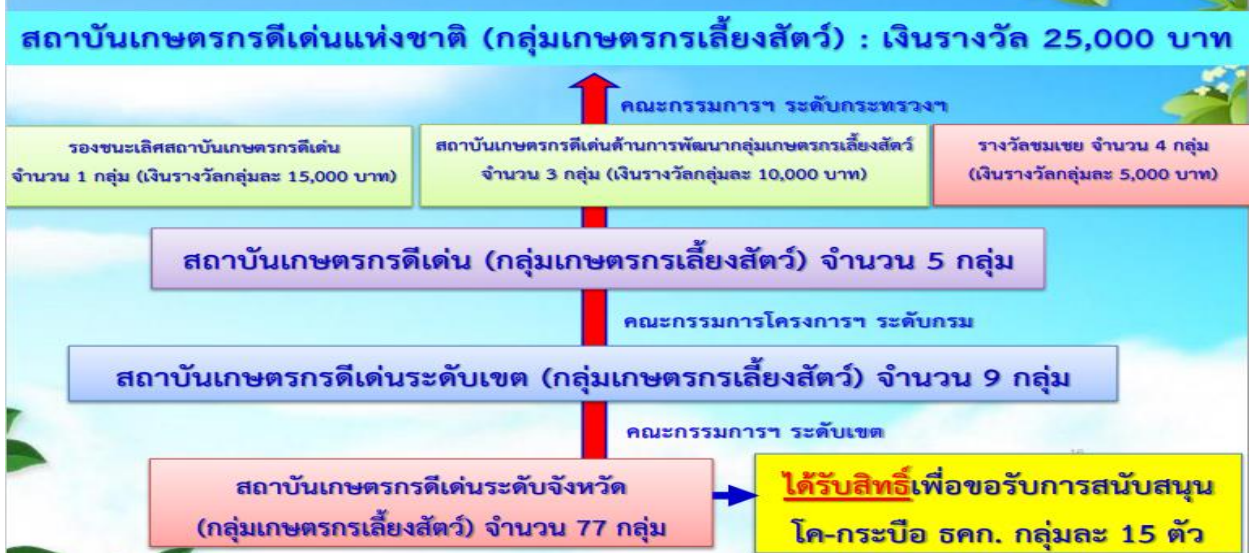 สถาบันเกษตรกรดีเด่นแห่งชาติ (กลุ่มเกษตรกรเลี้ยงสัตว์) : เงินรางวัล 25,000 บาท
คณะกรรมการฯ ระดับกระทรวงฯ
รองชนะเลิศสถาบันเกษตรกรดีเด่น
จำนวน 1 กลุ่ม (เงินรางวัลกลุ่มละ 15,000 บาท)
สถาบันเกษตรกรดีเด่นด้านการพัฒนากลุ่มเกษตรกรเลี้ยงสัตว์
จำนวน 3 กลุ่ม (เงินรางวัลกลุ่มละ 10,000 บาท)
รางวัลชมเชย จำนวน 4 กลุ่ม
(เงินรางวัลกลุ่มละ 5,000 บาท)
สถาบันเกษตรกรดีเด่น (กลุ่มเกษตรกรเลี้ยงสัตว์) จำนวน 5 กลุ่ม
คณะกรรมการโครงการฯ ระดับกรม
สถาบันเกษตรกรดีเด่นระดับเขต (กลุ่มเกษตรกรเลี้ยงสัตว์) จำนวน 9 กลุ่ม
คณะกรรมการฯ ระดับเขต
สถาบันเกษตรกรดีเด่นระดับจังหวัด
(กลุ่มเกษตรกรเลี้ยงสัตว์) จำนวน 77 กลุ่ม
ได้รับสิทธิ์เพื่อขอรับการสนับสนุน
โค-กระบือ ธคก. กลุ่มละ 15 ตัว